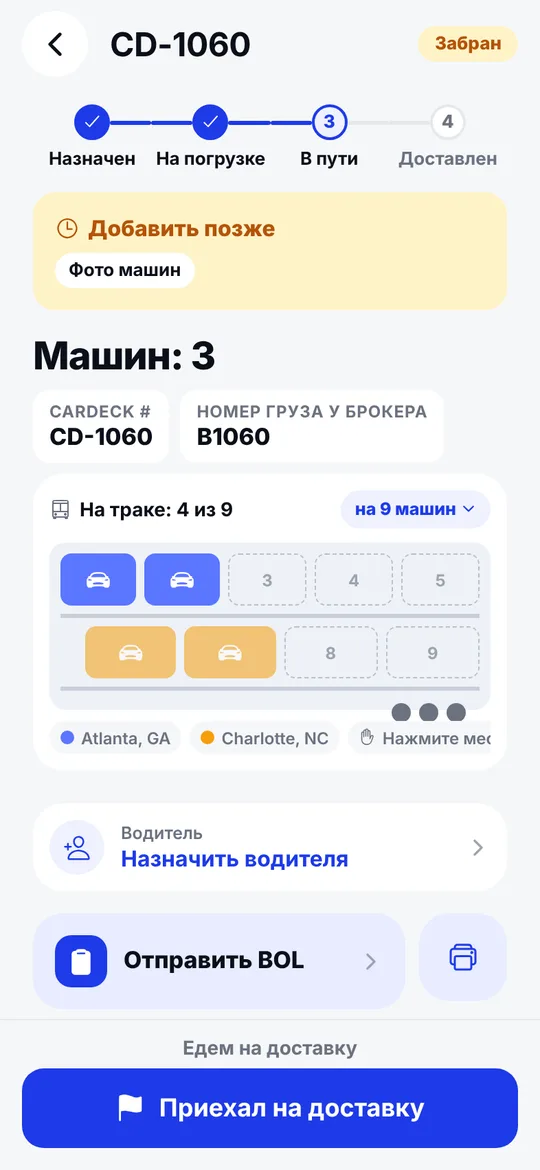 CD-1060
Забран
3
4
Назначен
На погрузке
В пути
Доставлен
Добавить позже
Фото машин
Машин: 3
CARDECK #
CD-1060
НОМЕР ГРУЗА У БРОКЕРА
B1060
На траке: 4 из 9
на 9 машин
3
4
5
8
9
Atlanta, GA
Charlotte, NC
Нажмите мес
Водитель
Назначить водителя
Отправить BOL
Едем на доставку
Приехал на доставку